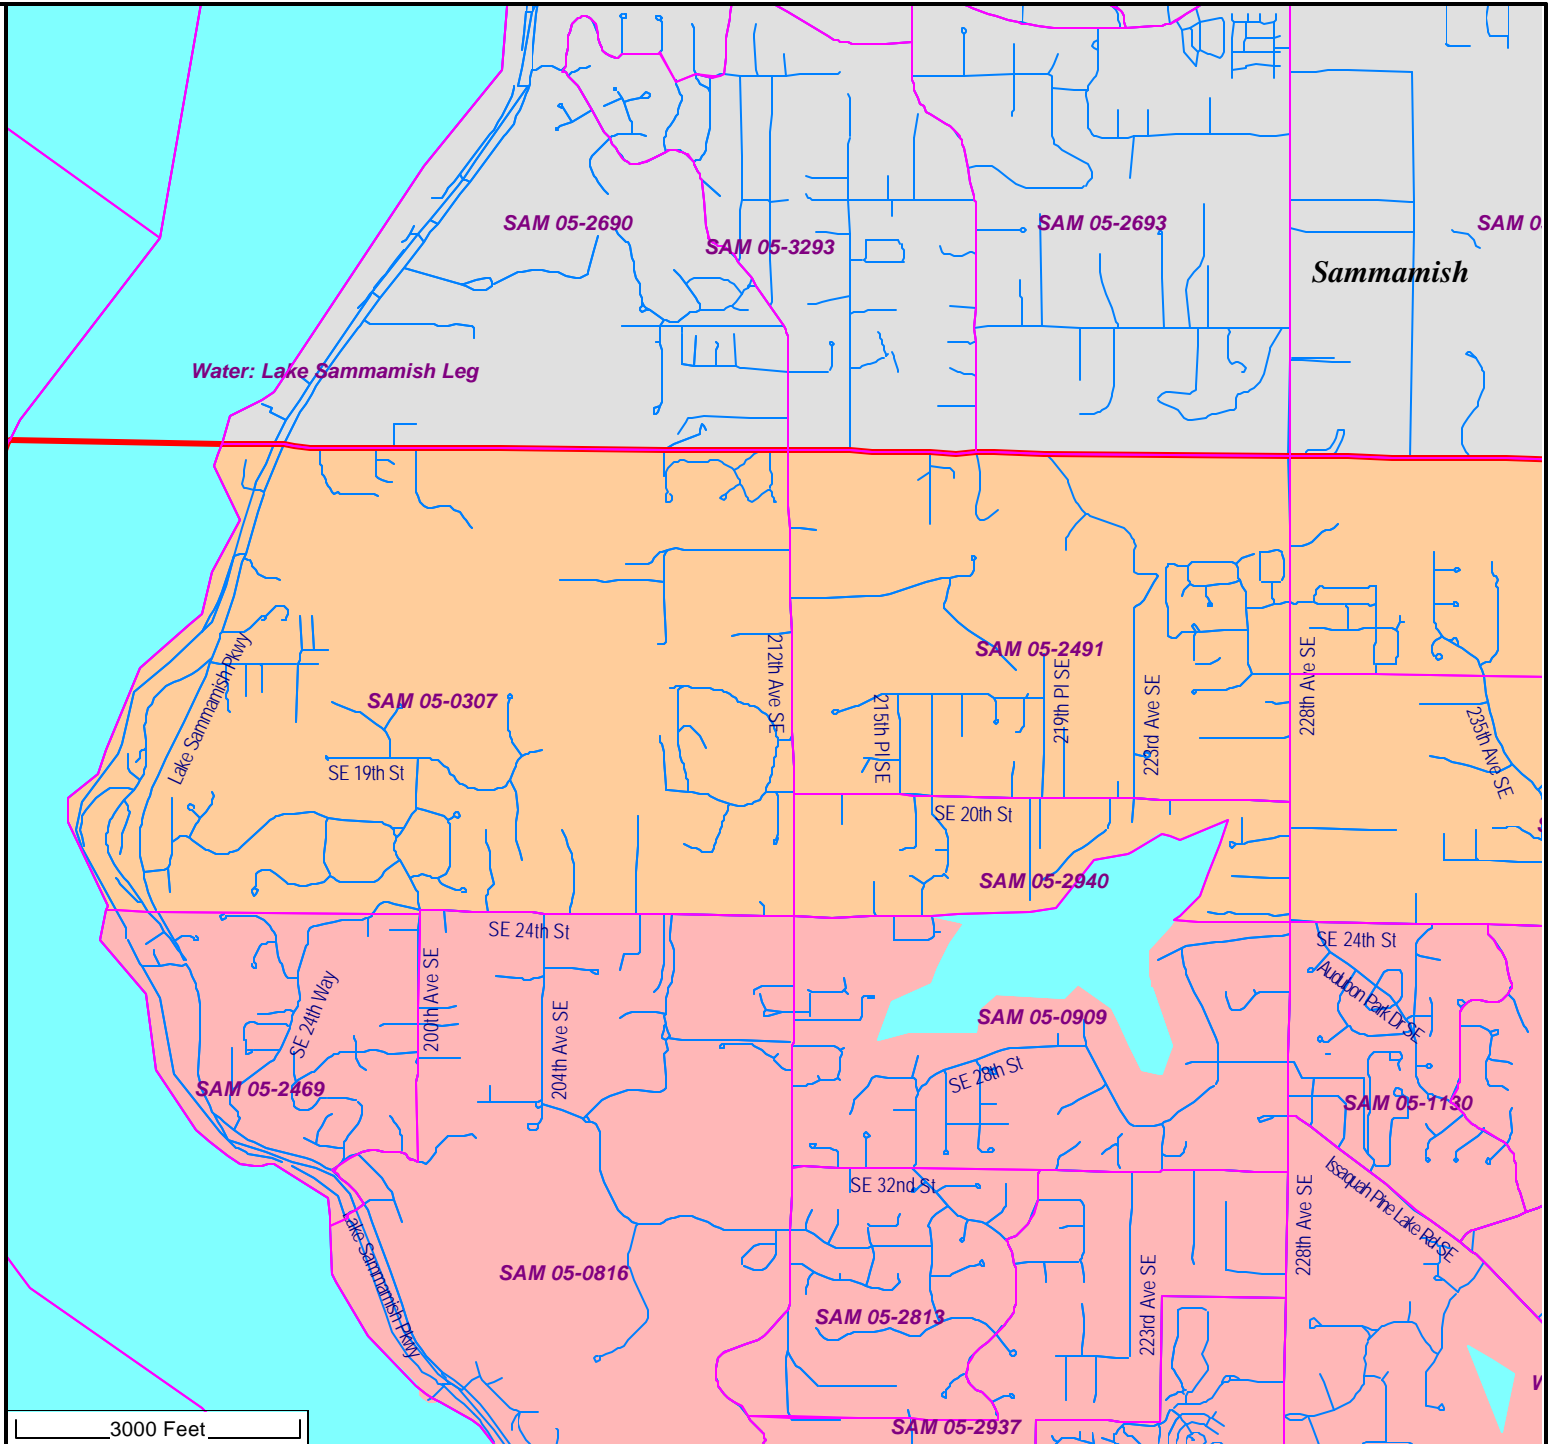 SAM 05-2690
SAM 05-3293
SAM 05-2693
SAM 0
Sammamish
Water: Lake Sammamish Leg
SAM 05-2491
SAM 05-0307
Lake Sammamish Pkwy
212th Ave SE
215th Pl SE
219th Pl SE
223rd Ave SE
228th Ave SE
235th Ave SE
SE 19th St
SE 20th St
SAM 05-2940
SE 24th St
SE 24th St
Audubon Park Dr SE
SE 24th Way
200th Ave SE
204th Ave SE
SAM 05-0909
SE 28th St
SAM 05-2469
SAM 05-1130
Issaquah Pine Lake Rd SE
SE 32nd St
228th Ave SE
Lake Sammamish Pkwy
SAM 05-0816
223rd Ave SE
SAM 05-2813
SAM 05-2937
3000 Feet